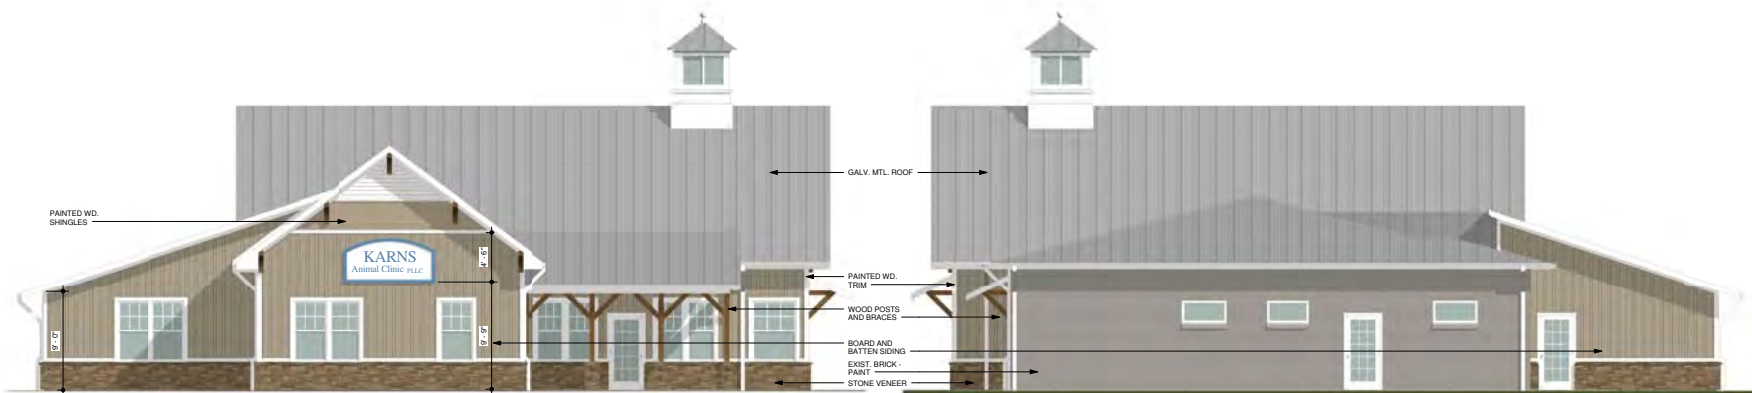 GALV. MTL. ROOF
PAINTED WD.
SHINGLES
KARNS
Animal Clinic PLLC
4' - 6"
PAINTED WD.
TRIM
WOOD POSTS
AND BRACES
9' - 0"
9' - 9"
BOARD AND
BATTEN SIDING
EXIST. BRICK -
PAINT
STONE VENEER